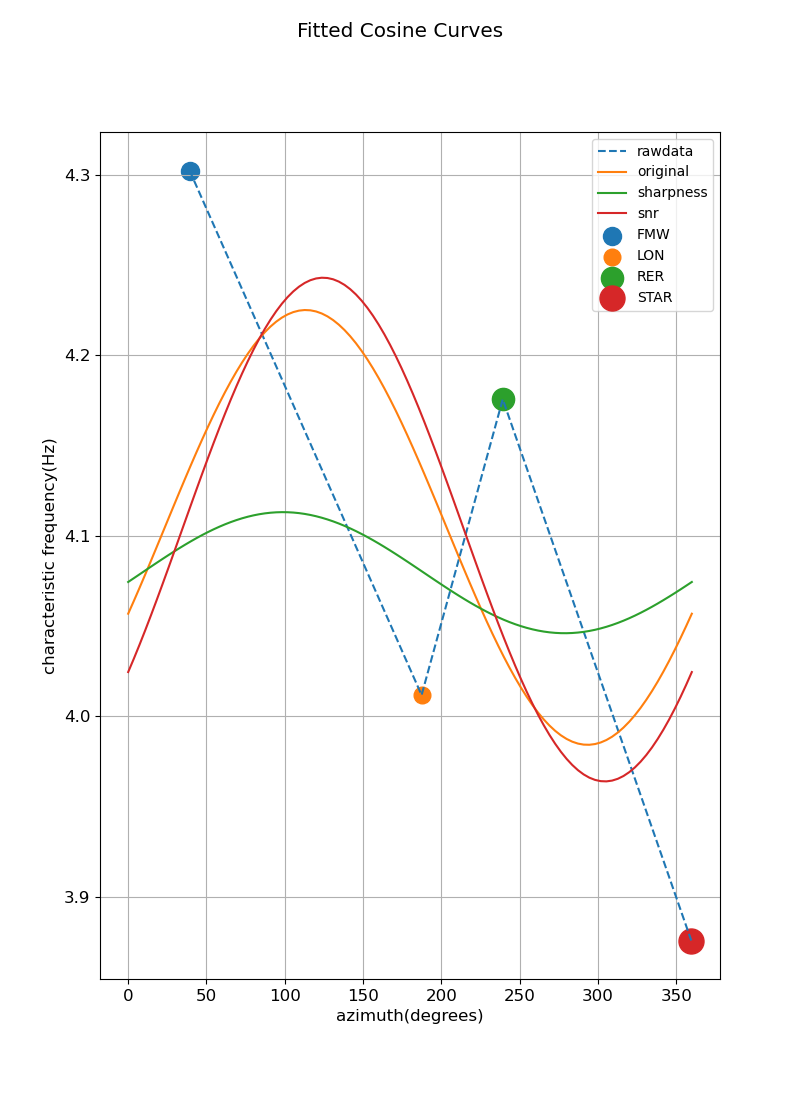 Fitted Cosine Curves
rawdata
original
sharpness
snr
FMW
LON
RER
STAR
characteristic frequency(Hz)
4.3
4.2
4.1
4.0
3.9
0 50 100 150 200 250 300 350
azimuth(degrees)